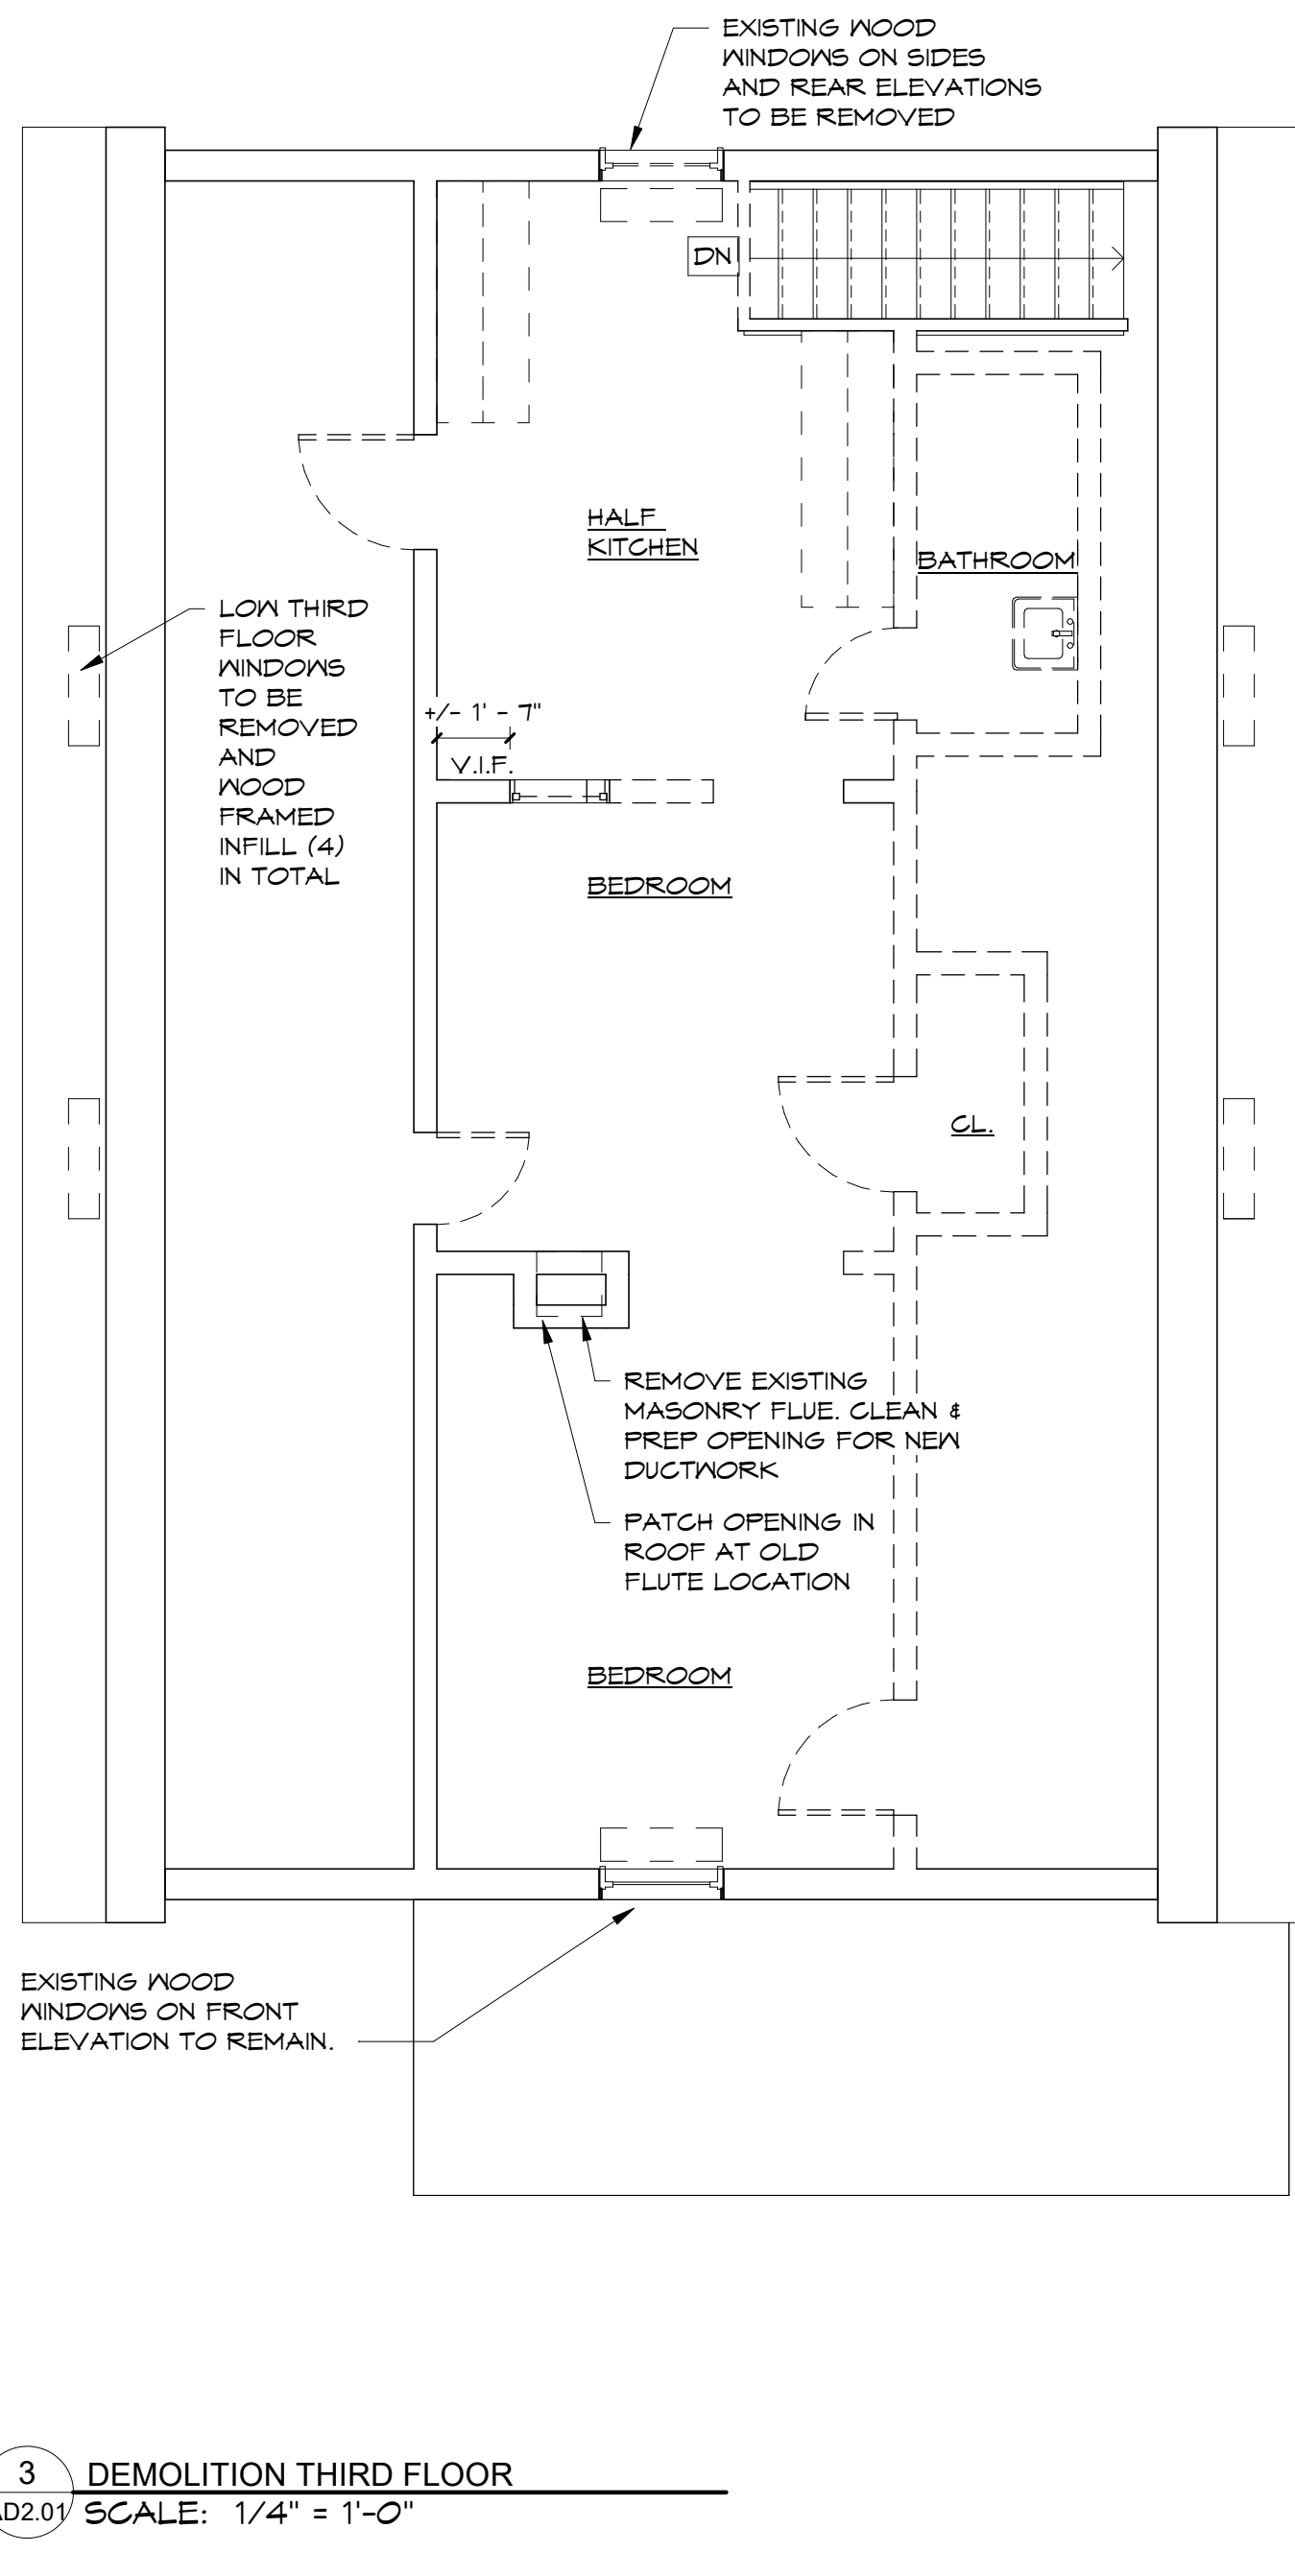 EXISTING WOOD
WINDOWS ON SIDES
AND REAR ELEVATIONS
TO BE REMOVED
DN
HALF
KITCHEN
BATHROOM
LOW THIRD
FLOOR
WINDOWS
TO BE
REMOVED
AND
WOOD
FRAMED
INFILL (4)
IN TOTAL
+/- 1' - 7"
V.I.F.
BEDROOM
CL.
REMOVE EXISTING
MASONRY FLUE. CLEAN &
PREP OPENING FOR NEW
DUCTWORK
PATCH OPENING IN
ROOF AT OLD
FLUTE LOCATION
BEDROOM
EXISTING WOOD
WINDOWS ON FRONT
ELEVATION TO REMAIN.
3
DEMOLITION THIRD FLOOR
AD2.01
SCALE: 1/4" = 1'-0"